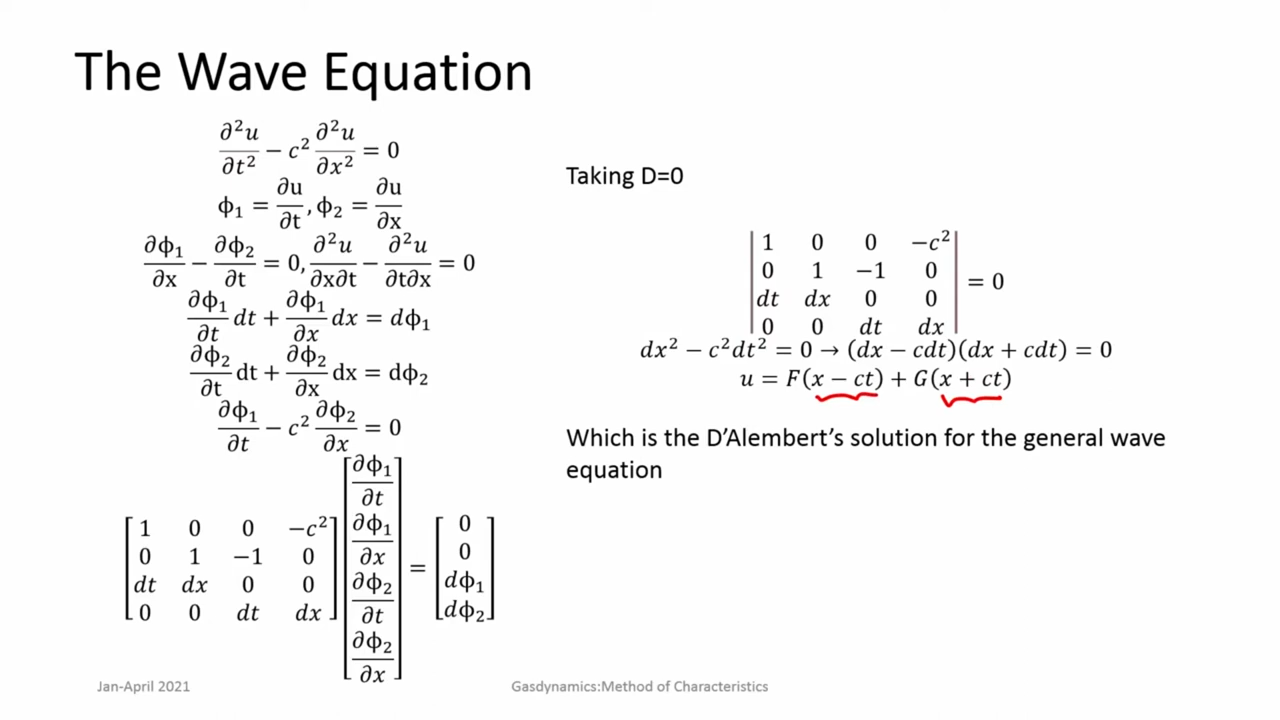 The Wave Equation
∂²u/∂t² − c² ∂²u/∂x² = 0
ϕ₁ = ∂u/∂t, ϕ₂ = ∂u/∂x
∂ϕ₁/∂x − ∂ϕ₂/∂t = 0, ∂²u/∂x∂t − ∂²u/∂t∂x = 0
∂ϕ₁/∂t dt + ∂ϕ₁/∂x dx = dϕ₁
∂ϕ₂/∂t dt + ∂ϕ₂/∂x dx = dϕ₂
∂ϕ₁/∂t − c² ∂ϕ₂/∂x = 0
[1 0 0 −c²; 0 1 −1 0; dt dx 0 0; 0 0 dt dx] [∂ϕ₁/∂t; ∂ϕ₁/∂x; ∂ϕ₂/∂t; ∂ϕ₂/∂x] = [0; 0; dϕ₁; dϕ₂]
Taking D=0
|1 0 0 −c²; 0 1 −1 0; dt dx 0 0; 0 0 dt dx| = 0
dx² − c²dt² = 0 → (dx − cdt)(dx + cdt) = 0
u = F(x − ct) + G(x + ct)
Which is the D’Alembert’s solution for the general wave
equation
Jan-April 2021
Gasdynamics:Method of Characteristics